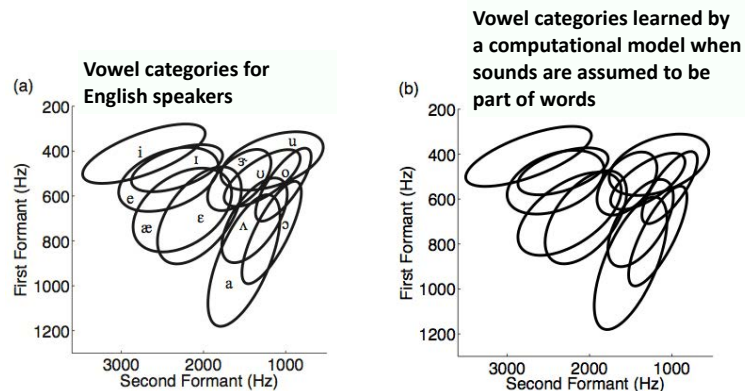 Vowel categories learned by
a computational model when
sounds are assumed to be
part of words
Vowel categories for
English speakers
(a)
200
400
600
800
1000
1200
First Formant (Hz)
i
ɪ
e
æ
ɛ
ɝ
u
ʊ
o
ʌ
ɔ
a
3000 2000 1000
Second Formant (Hz)
(b)
200
400
600
800
1000
1200
First Formant (Hz)
3000 2000 1000
Second Formant (Hz)